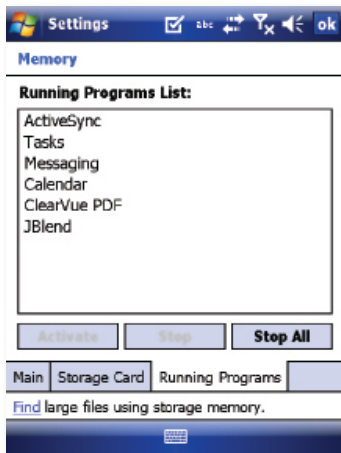 Settings abc ok
Memory
Running Programs List:
ActiveSync
Tasks
Messaging
Calendar
ClearVue PDF
JBlend
Activate Stop Stop All
Main Storage Card Running Programs
Find large files using storage memory.